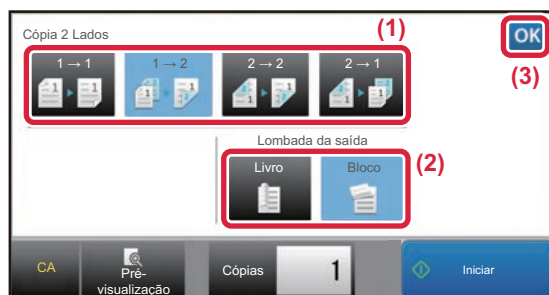 Cópia 2 Lados
(1)
OK
1 → 1
1 → 2
2 → 2
2 → 1
(3)
Lombada da saída
Livro
Bloco
(2)
CA
Pré-
visualização
Cópias
1
Iniciar